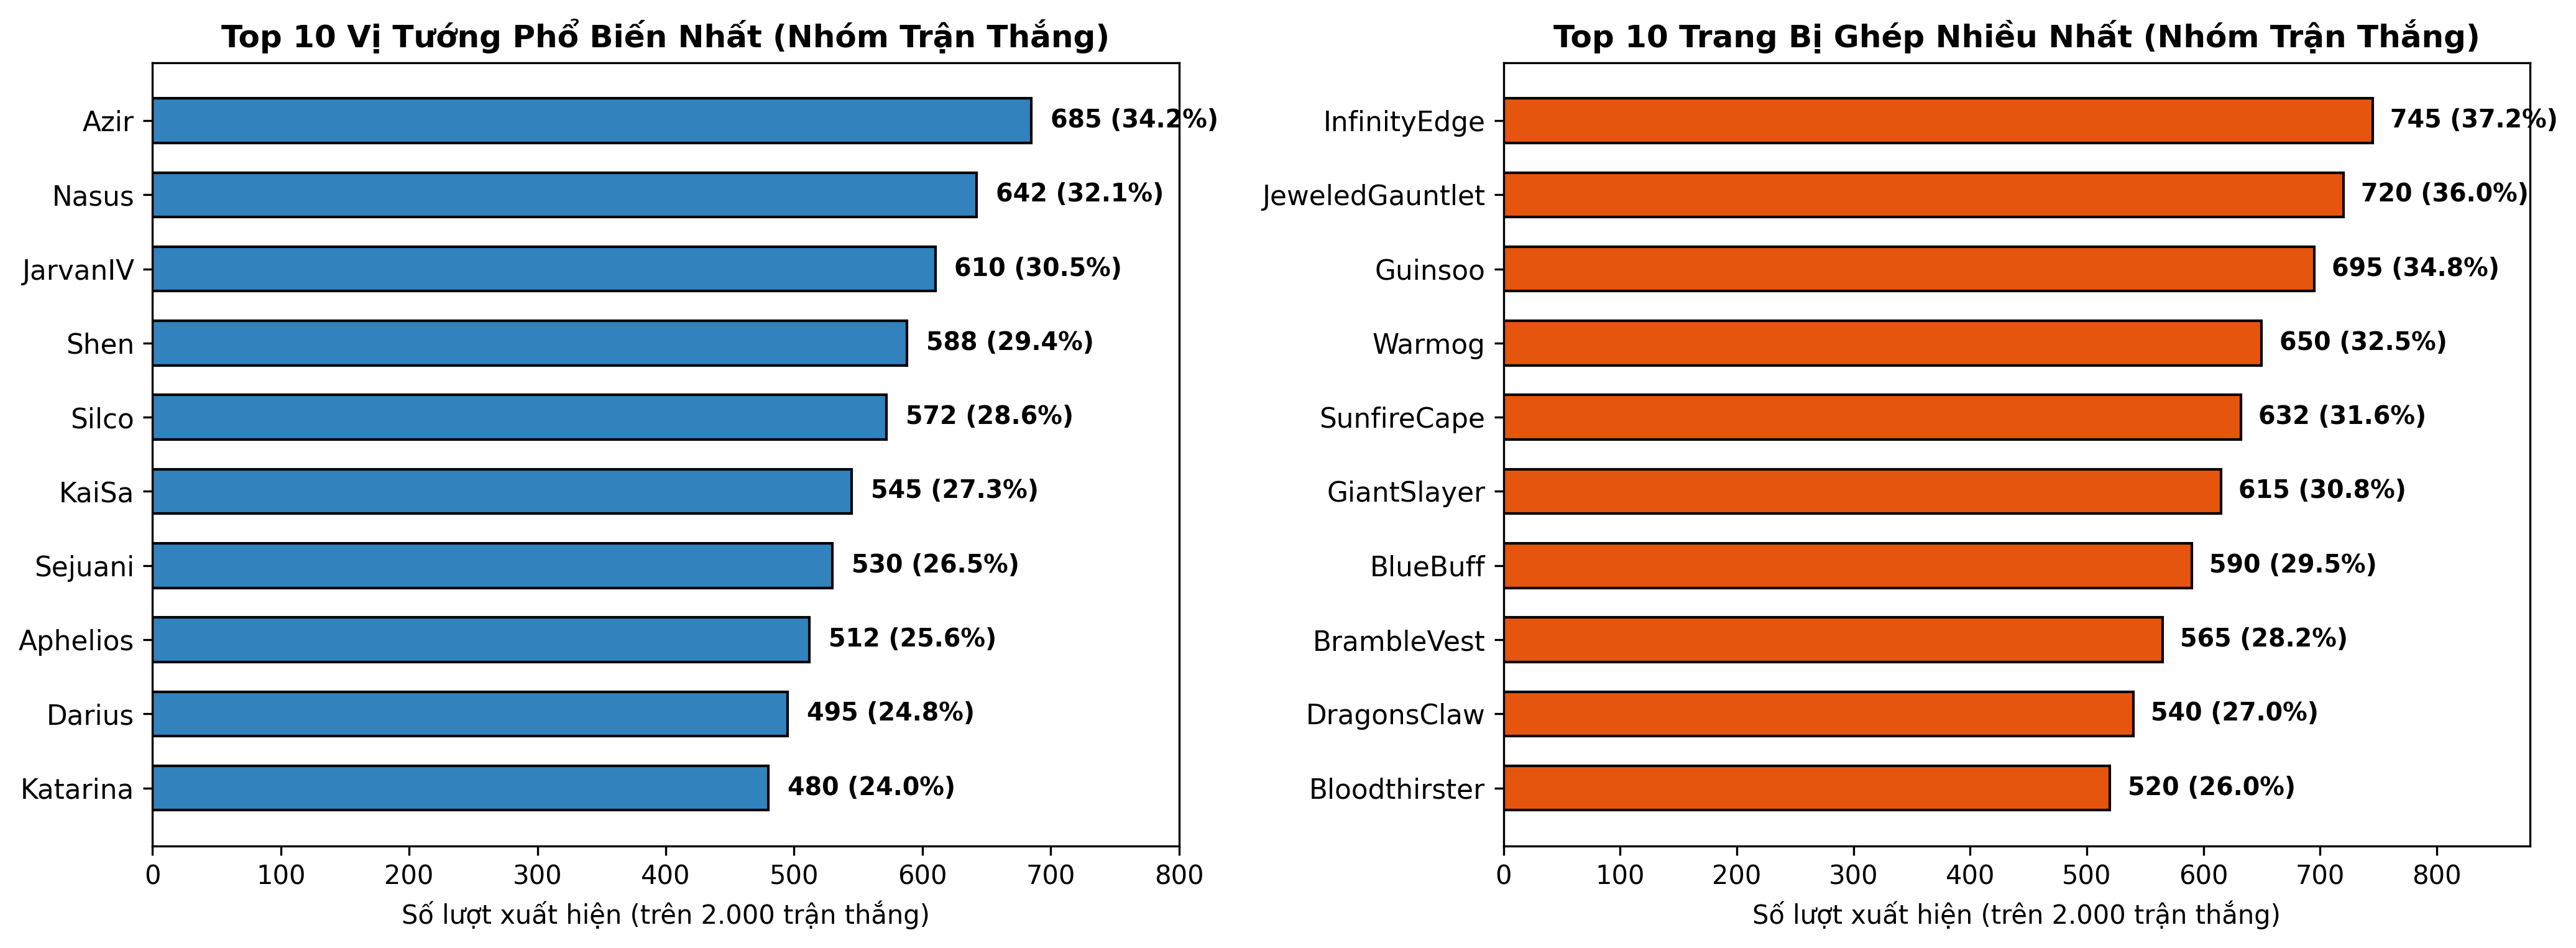 Top 10 Vị Tướng Phổ Biến Nhất (Nhóm Trận Thắng)
Azir 685 (34.2%)
Nasus 642 (32.1%)
JarvanIV 610 (30.5%)
Shen 588 (29.4%)
Silco 572 (28.6%)
KaiSa 545 (27.3%)
Sejuani 530 (26.5%)
Aphelios 512 (25.6%)
Darius 495 (24.8%)
Katarina 480 (24.0%)
0 100 200 300 400 500 600 700 800
Số lượt xuất hiện (trên 2.000 trận thắng)
Top 10 Trang Bị Ghép Nhiều Nhất (Nhóm Trận Thắng)
InfinityEdge 745 (37.2%)
JeweledGauntlet 720 (36.0%)
Guinsoo 695 (34.8%)
Warmog 650 (32.5%)
SunfireCape 632 (31.6%)
GiantSlayer 615 (30.8%)
BlueBuff 590 (29.5%)
BrambleVest 565 (28.2%)
DragonsClaw 540 (27.0%)
Bloodthirster 520 (26.0%)
0 100 200 300 400 500 600 700 800
Số lượt xuất hiện (trên 2.000 trận thắng)